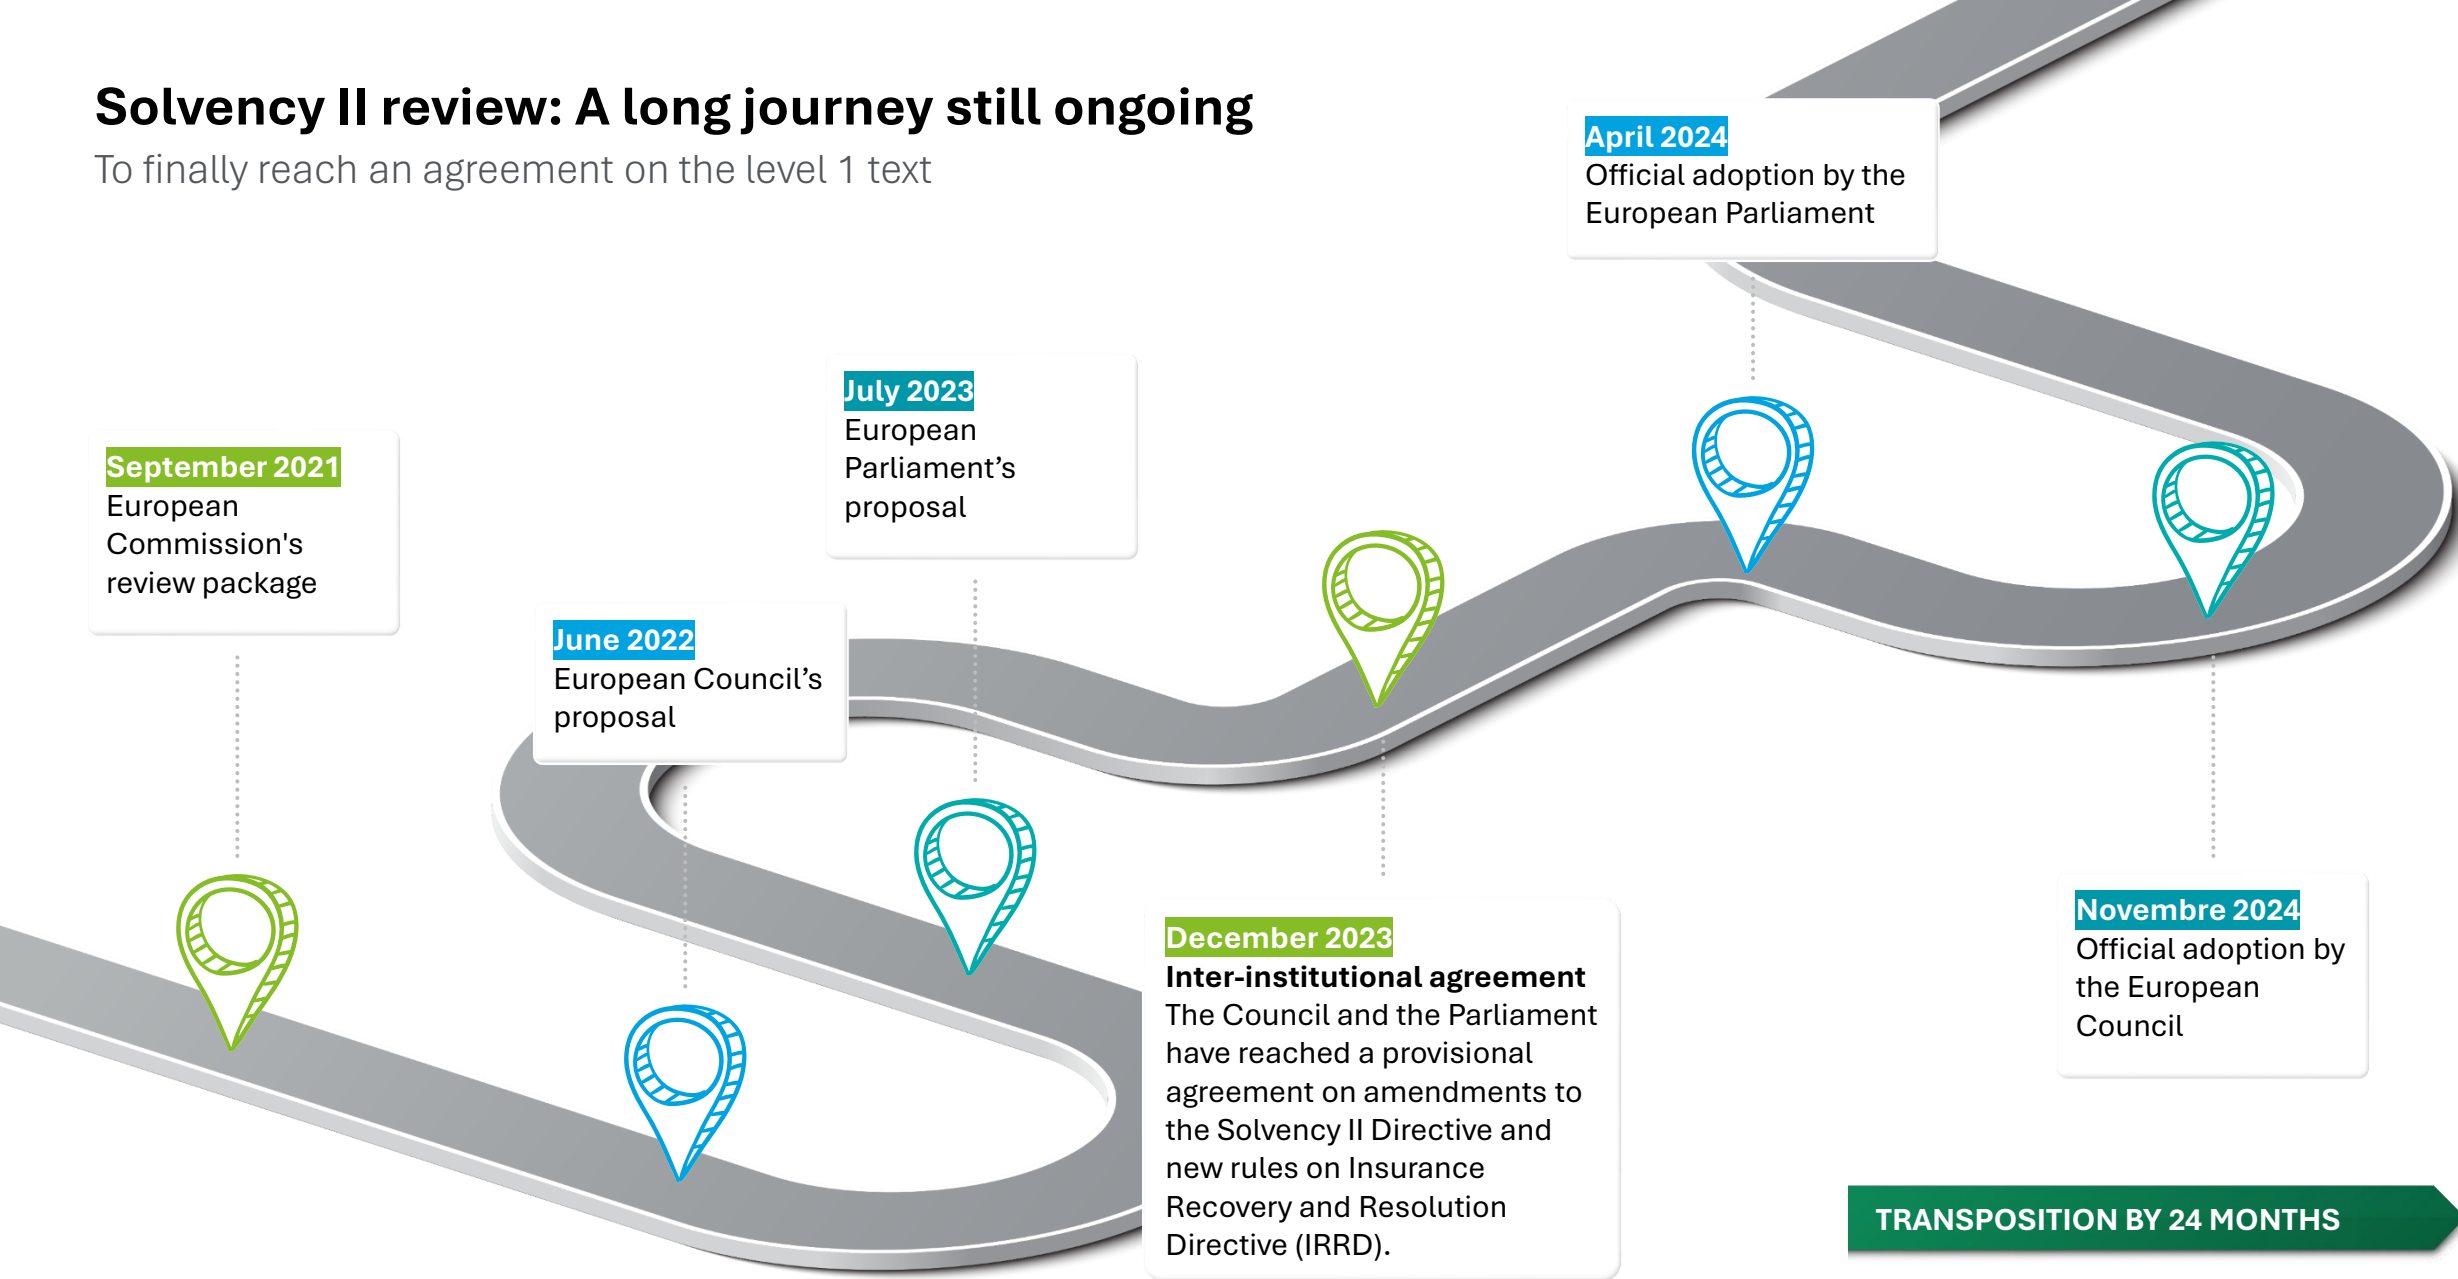 Solvency II review: A long journey still ongoing
To finally reach an agreement on the level 1 text
September 2021
European
Commission's
review package
June 2022
European Council’s
proposal
July 2023
European
Parliament’s
proposal
December 2023
Inter-institutional agreement
The Council and the Parliament
have reached a provisional
agreement on amendments to
the Solvency II Directive and
new rules on Insurance
Recovery and Resolution
Directive (IRRD).
April 2024
Official adoption by the
European Parliament
Novembre 2024
Official adoption by
the European
Council
TRANSPOSITION BY 24 MONTHS